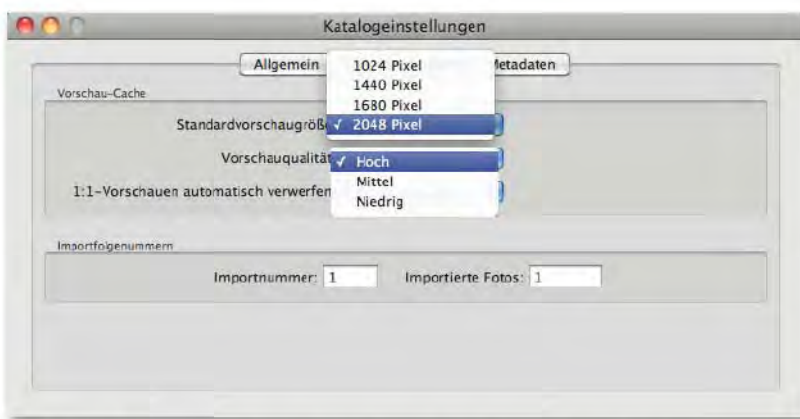 Katalogeinstellungen
Allgemein
Metadaten
1024 Pixel
1440 Pixel
1680 Pixel
Vorschau-Cache
Standardvorschaugröße ✓ 2048 Pixel
Vorschauqualität ✓ Hoch
Mittel
1:1-Vorschauen automatisch verwerfen
Niedrig
Importfolgenummern
Importnummer: 1 Importierte Fotos: 1